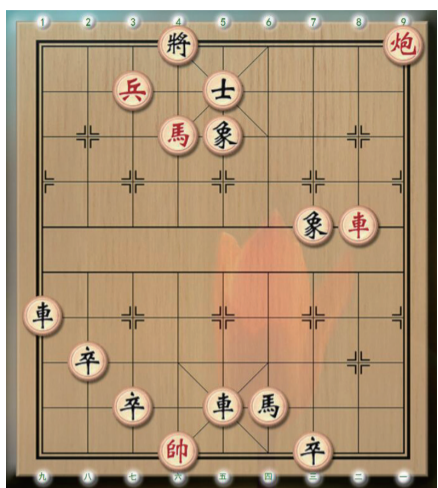 1 2 3 4 5 6 7 8 9
將 炮
兵 士
馬 象
象 車
車
卒
卒 車 馬
帥 卒
九 八 七 六 五 四 三 二 一